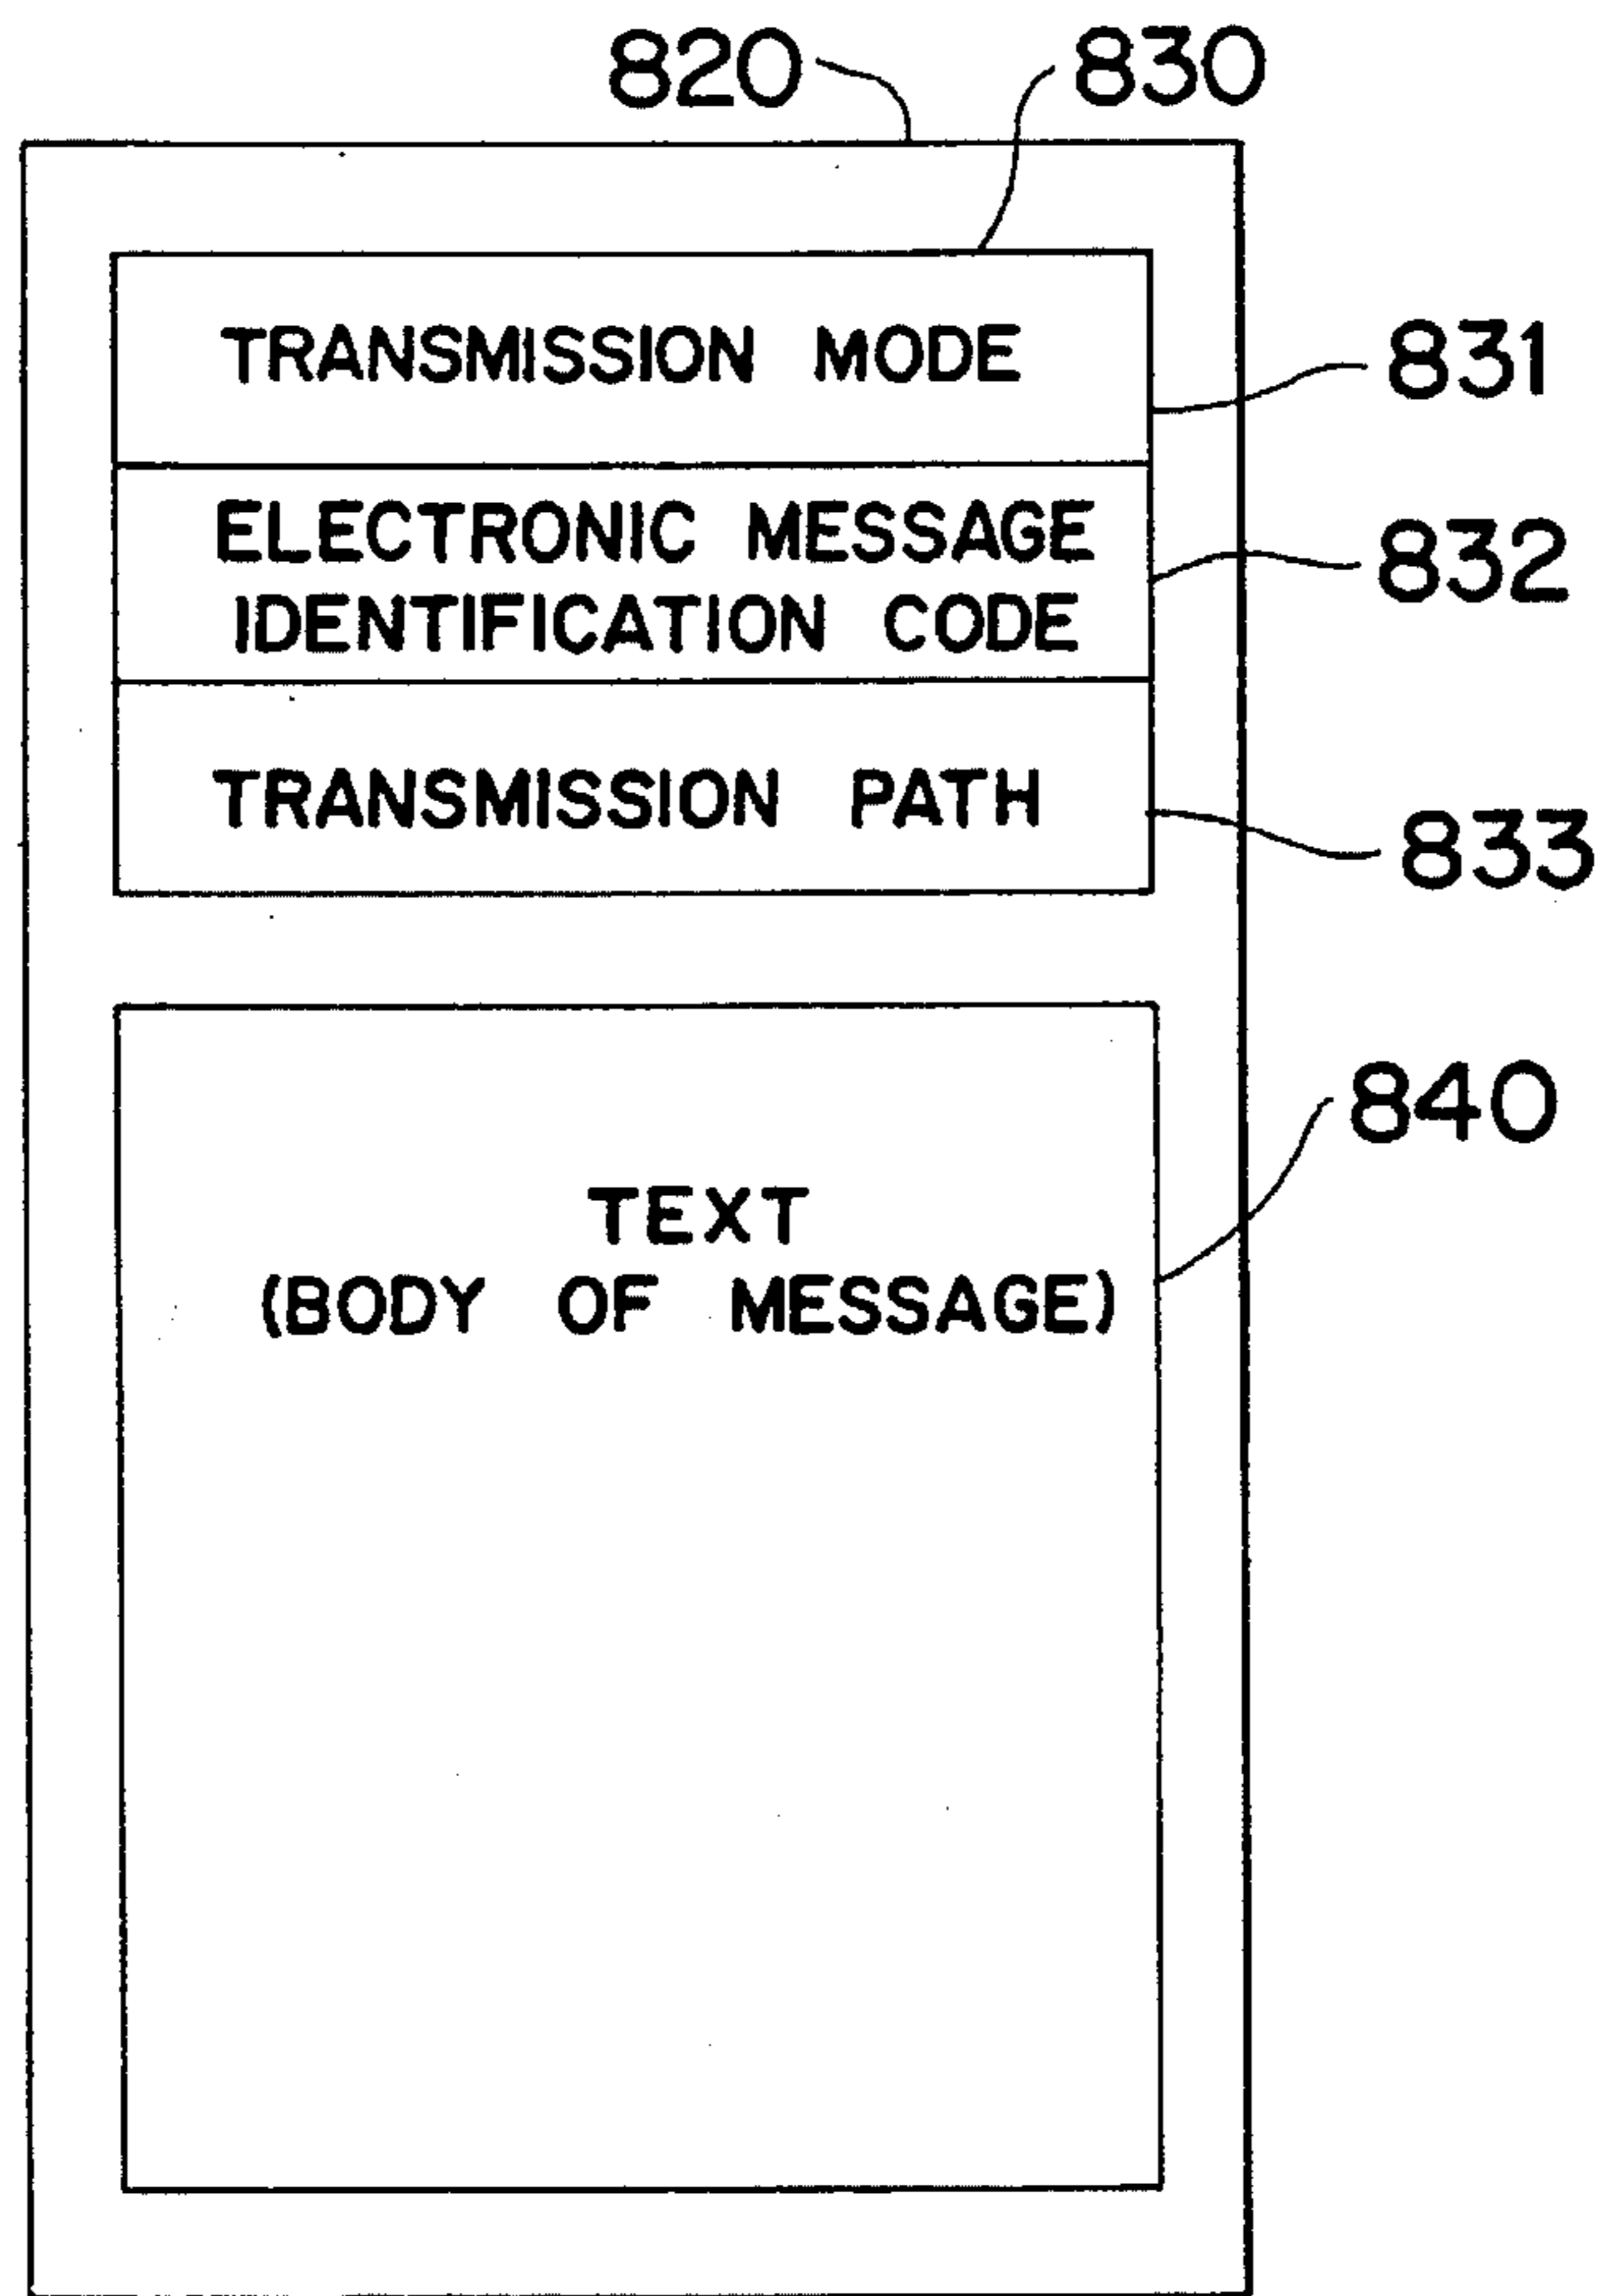 820
830
TRANSMISSION MODE
831
ELECTRONIC MESSAGE
IDENTIFICATION CODE
832
TRANSMISSION PATH
833
840
TEXT
(BODY OF MESSAGE)